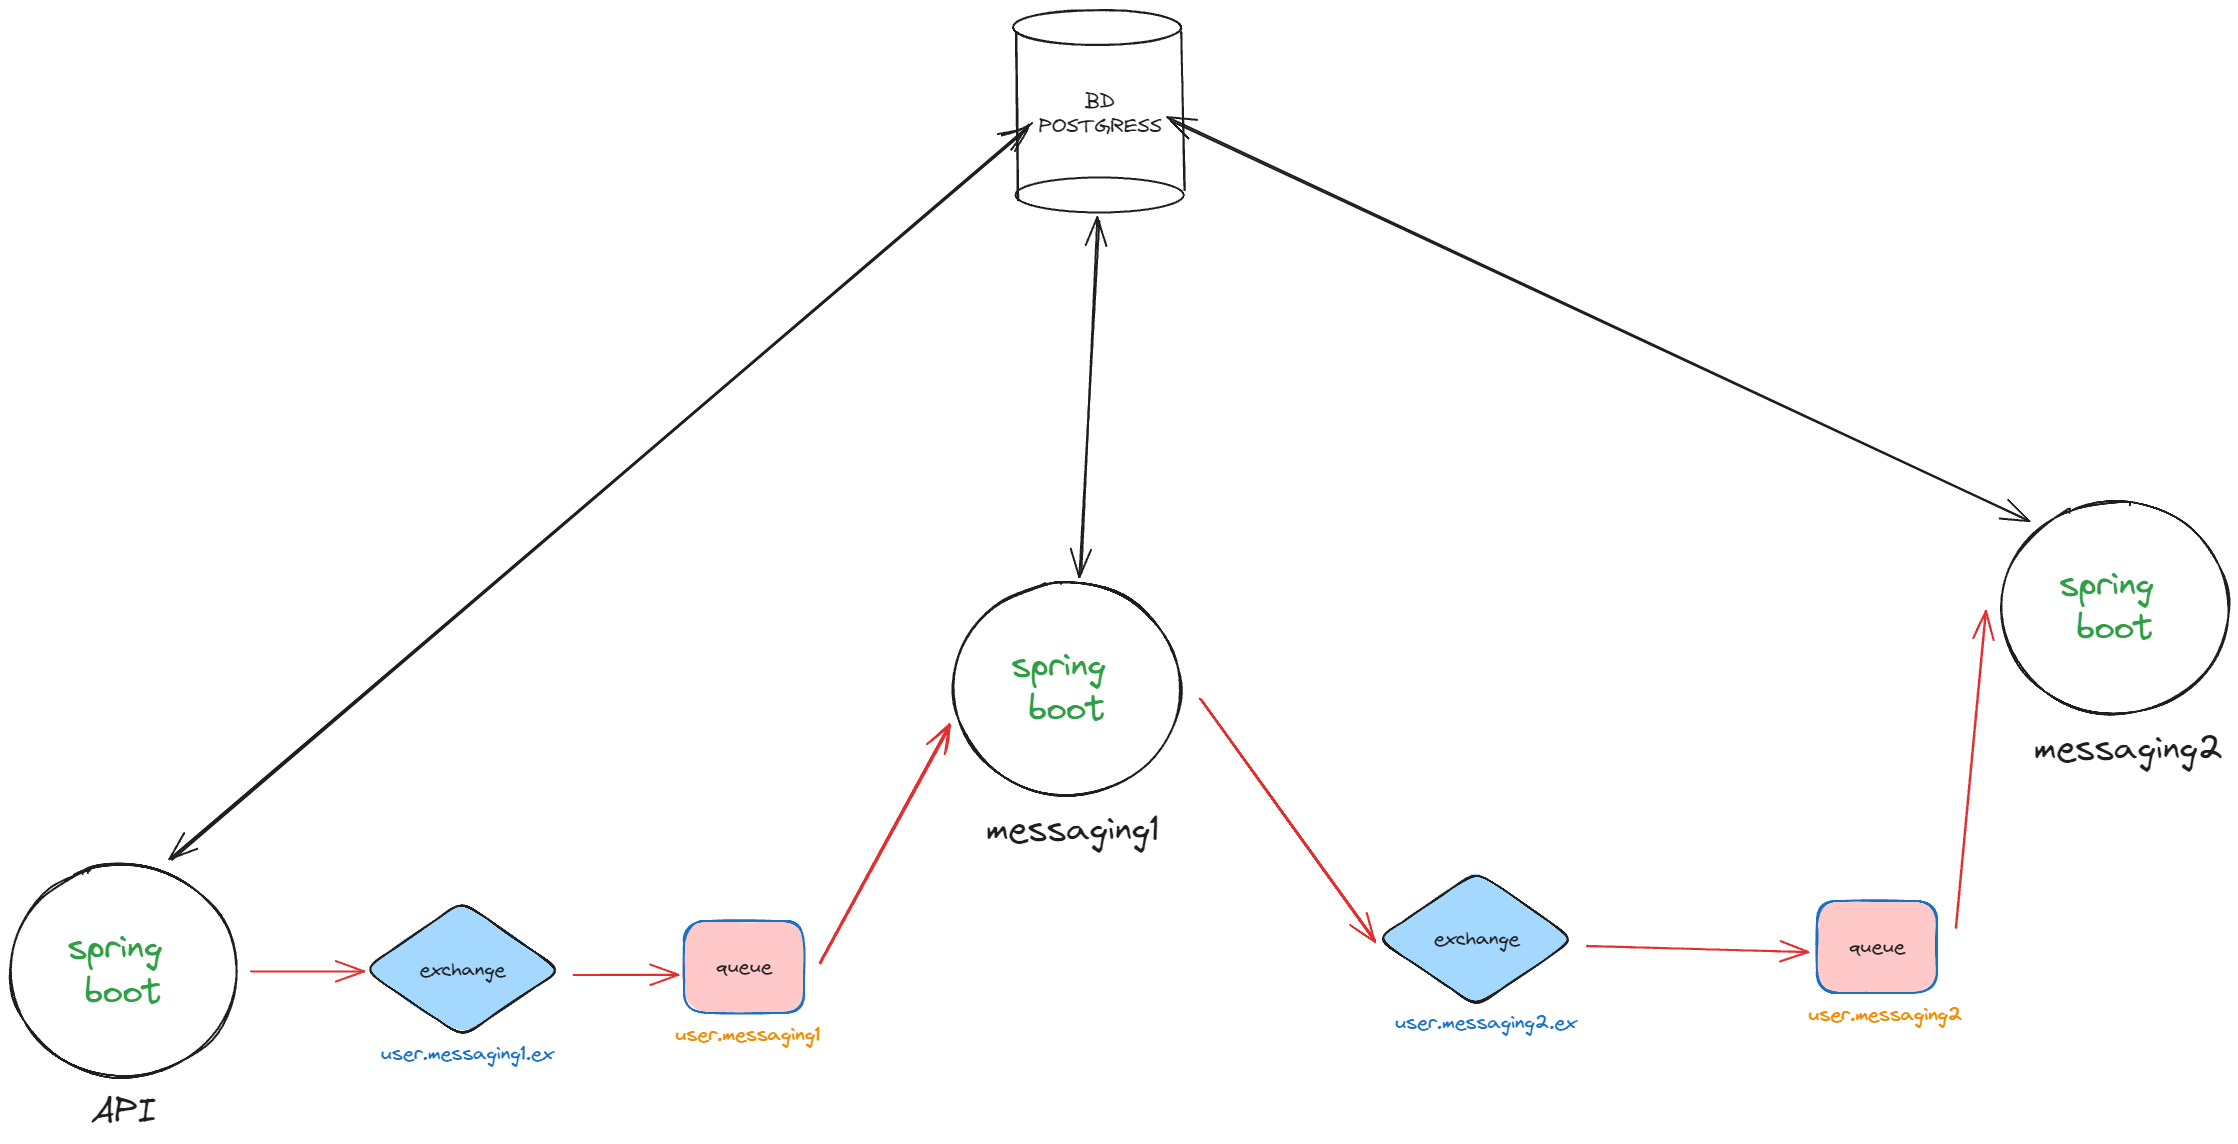 BD
POSTGRESS
spring
boot
messaging2
spring
boot
messaging1
spring
boot
API
exchange
user.messaging1.ex
queue
user.messaging1
exchange
user.messaging2.ex
queue
user.messaging2